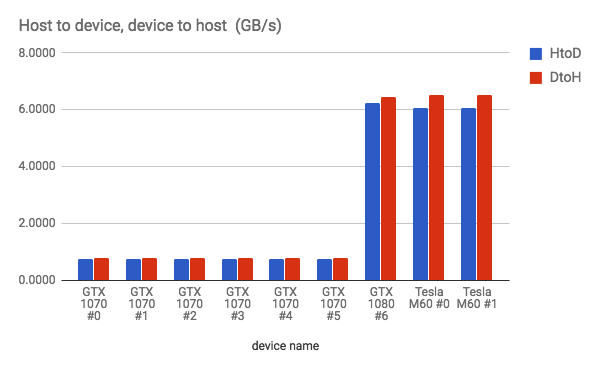 Host to device, device to host (GB/s)
HtoD
DtoH
8.0000
6.0000
4.0000
2.0000
0.0000
GTX 1070 #0
GTX 1070 #1
GTX 1070 #2
GTX 1070 #3
GTX 1070 #4
GTX 1070 #5
GTX 1080 #6
Tesla M60 #0
Tesla M60 #1
device name